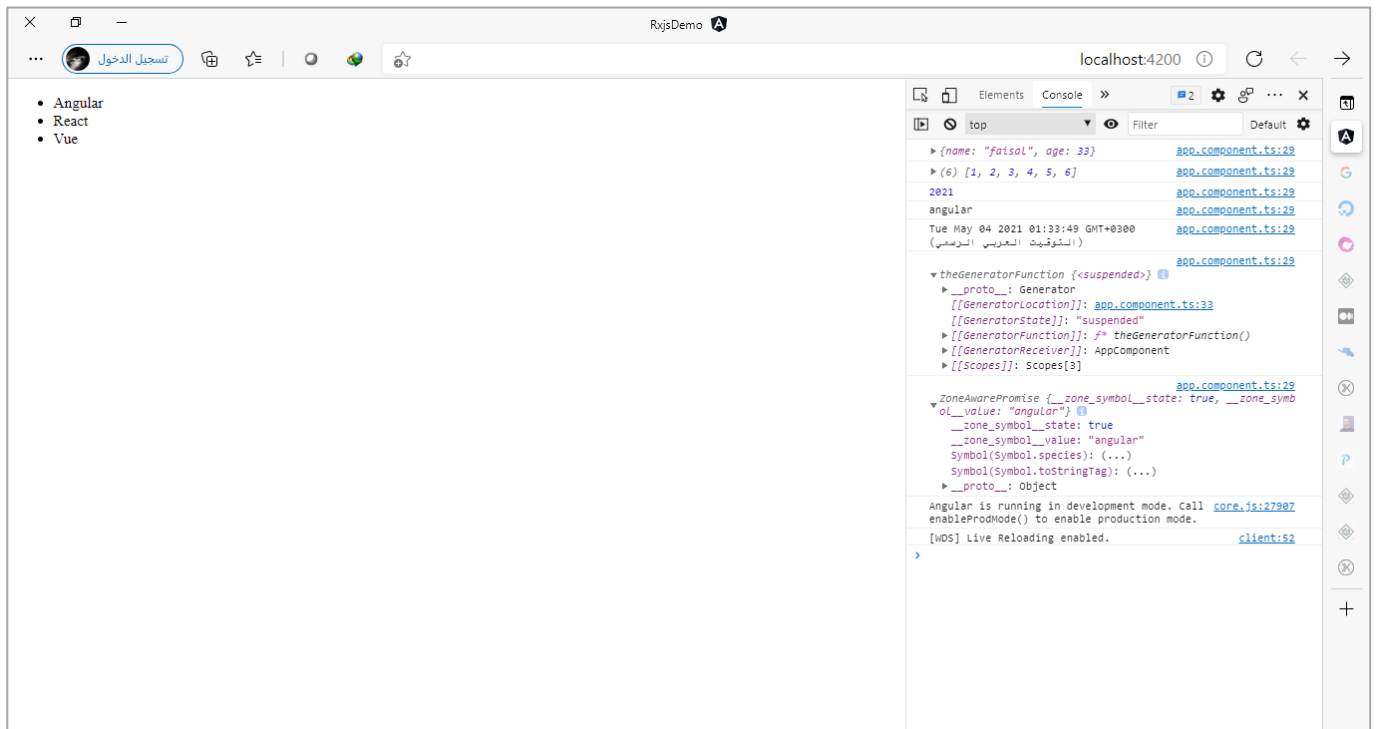 RxjsDemo
تسجيل الدخول
localhost:4200
Angular
React
Vue
Elements Console » 2
top Filter Default
{name: "faisal", age: 33} app.component.ts:29
(6) [1, 2, 3, 4, 5, 6] app.component.ts:29
2021 app.component.ts:29
angular app.component.ts:29
Tue May 04 2021 01:33:49 GMT+0300 app.component.ts:29
(التوقيت العربي الرسمي)
app.component.ts:29
theGeneratorFunction {<suspended>}
__proto__: Generator
[[GeneratorLocation]]: app.component.ts:33
[[GeneratorState]]: "suspended"
[[GeneratorFunction]]: ƒ* theGeneratorFunction()
[[GeneratorReceiver]]: AppComponent
[[Scopes]]: Scopes[3]
app.component.ts:29
ZoneAwarePromise {__zone_symbol__state: true, __zone_symb
ol__value: "angular"}
__zone_symbol__state: true
__zone_symbol__value: "angular"
Symbol(Symbol.species): (...)
Symbol(Symbol.toStringTag): (...)
__proto__: Object
Angular is running in development mode. Call core.js:27907
enableProdMode() to enable production mode.
[WDS] Live Reloading enabled. client:52